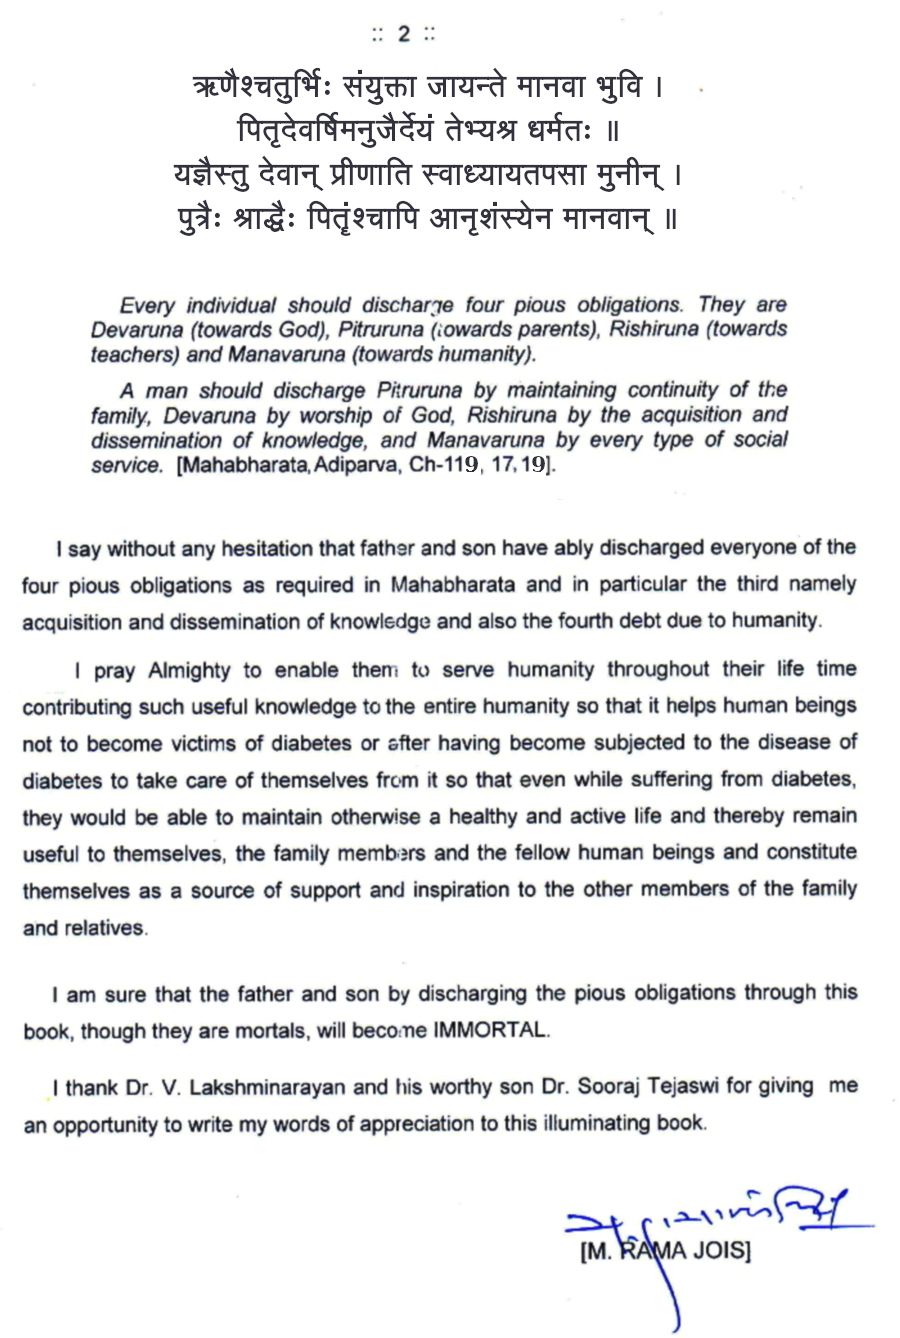 :: 2 ::
ऋणैश्चतुर्भिः संयुक्ता जायन्ते मानवा भुवि ।
पितृदेवर्षिमनुजैर्देयं तेभ्यश्र धर्मतः ॥
यज्ञैस्तु देवान् प्रीणाति स्वाध्यायतपसा मुनीन् ।
पुत्रैः श्राद्धैः पितॄंश्चापि आनृशंस्येन मानवान् ॥
Every individual should discharge four pious obligations. They are
Devaruna (towards God), Pitruruna (towards parents), Rishiruna (towards
teachers) and Manavaruna (towards humanity).
A man should discharge Pitruruna by maintaining continuity of the
family, Devaruna by worship of God, Rishiruna by the acquisition and
dissemination of knowledge, and Manavaruna by every type of social
service. [Mahabharata, Adiparva, Ch-119, 17, 19].
I say without any hesitation that father and son have ably discharged everyone of the
four pious obligations as required in Mahabharata and in particular the third namely
acquisition and dissemination of knowledge and also the fourth debt due to humanity.
I pray Almighty to enable them to serve humanity throughout their life time
contributing such useful knowledge to the entire humanity so that it helps human beings
not to become victims of diabetes or after having become subjected to the disease of
diabetes to take care of themselves from it so that even while suffering from diabetes,
they would be able to maintain otherwise a healthy and active life and thereby remain
useful to themselves, the family members and the fellow human beings and constitute
themselves as a source of support and inspiration to the other members of the family
and relatives.
I am sure that the father and son by discharging the pious obligations through this
book, though they are mortals, will become IMMORTAL.
I thank Dr. V. Lakshminarayan and his worthy son Dr. Sooraj Tejaswi for giving me
an opportunity to write my words of appreciation to this illuminating book.
[M. RAMA JOIS]